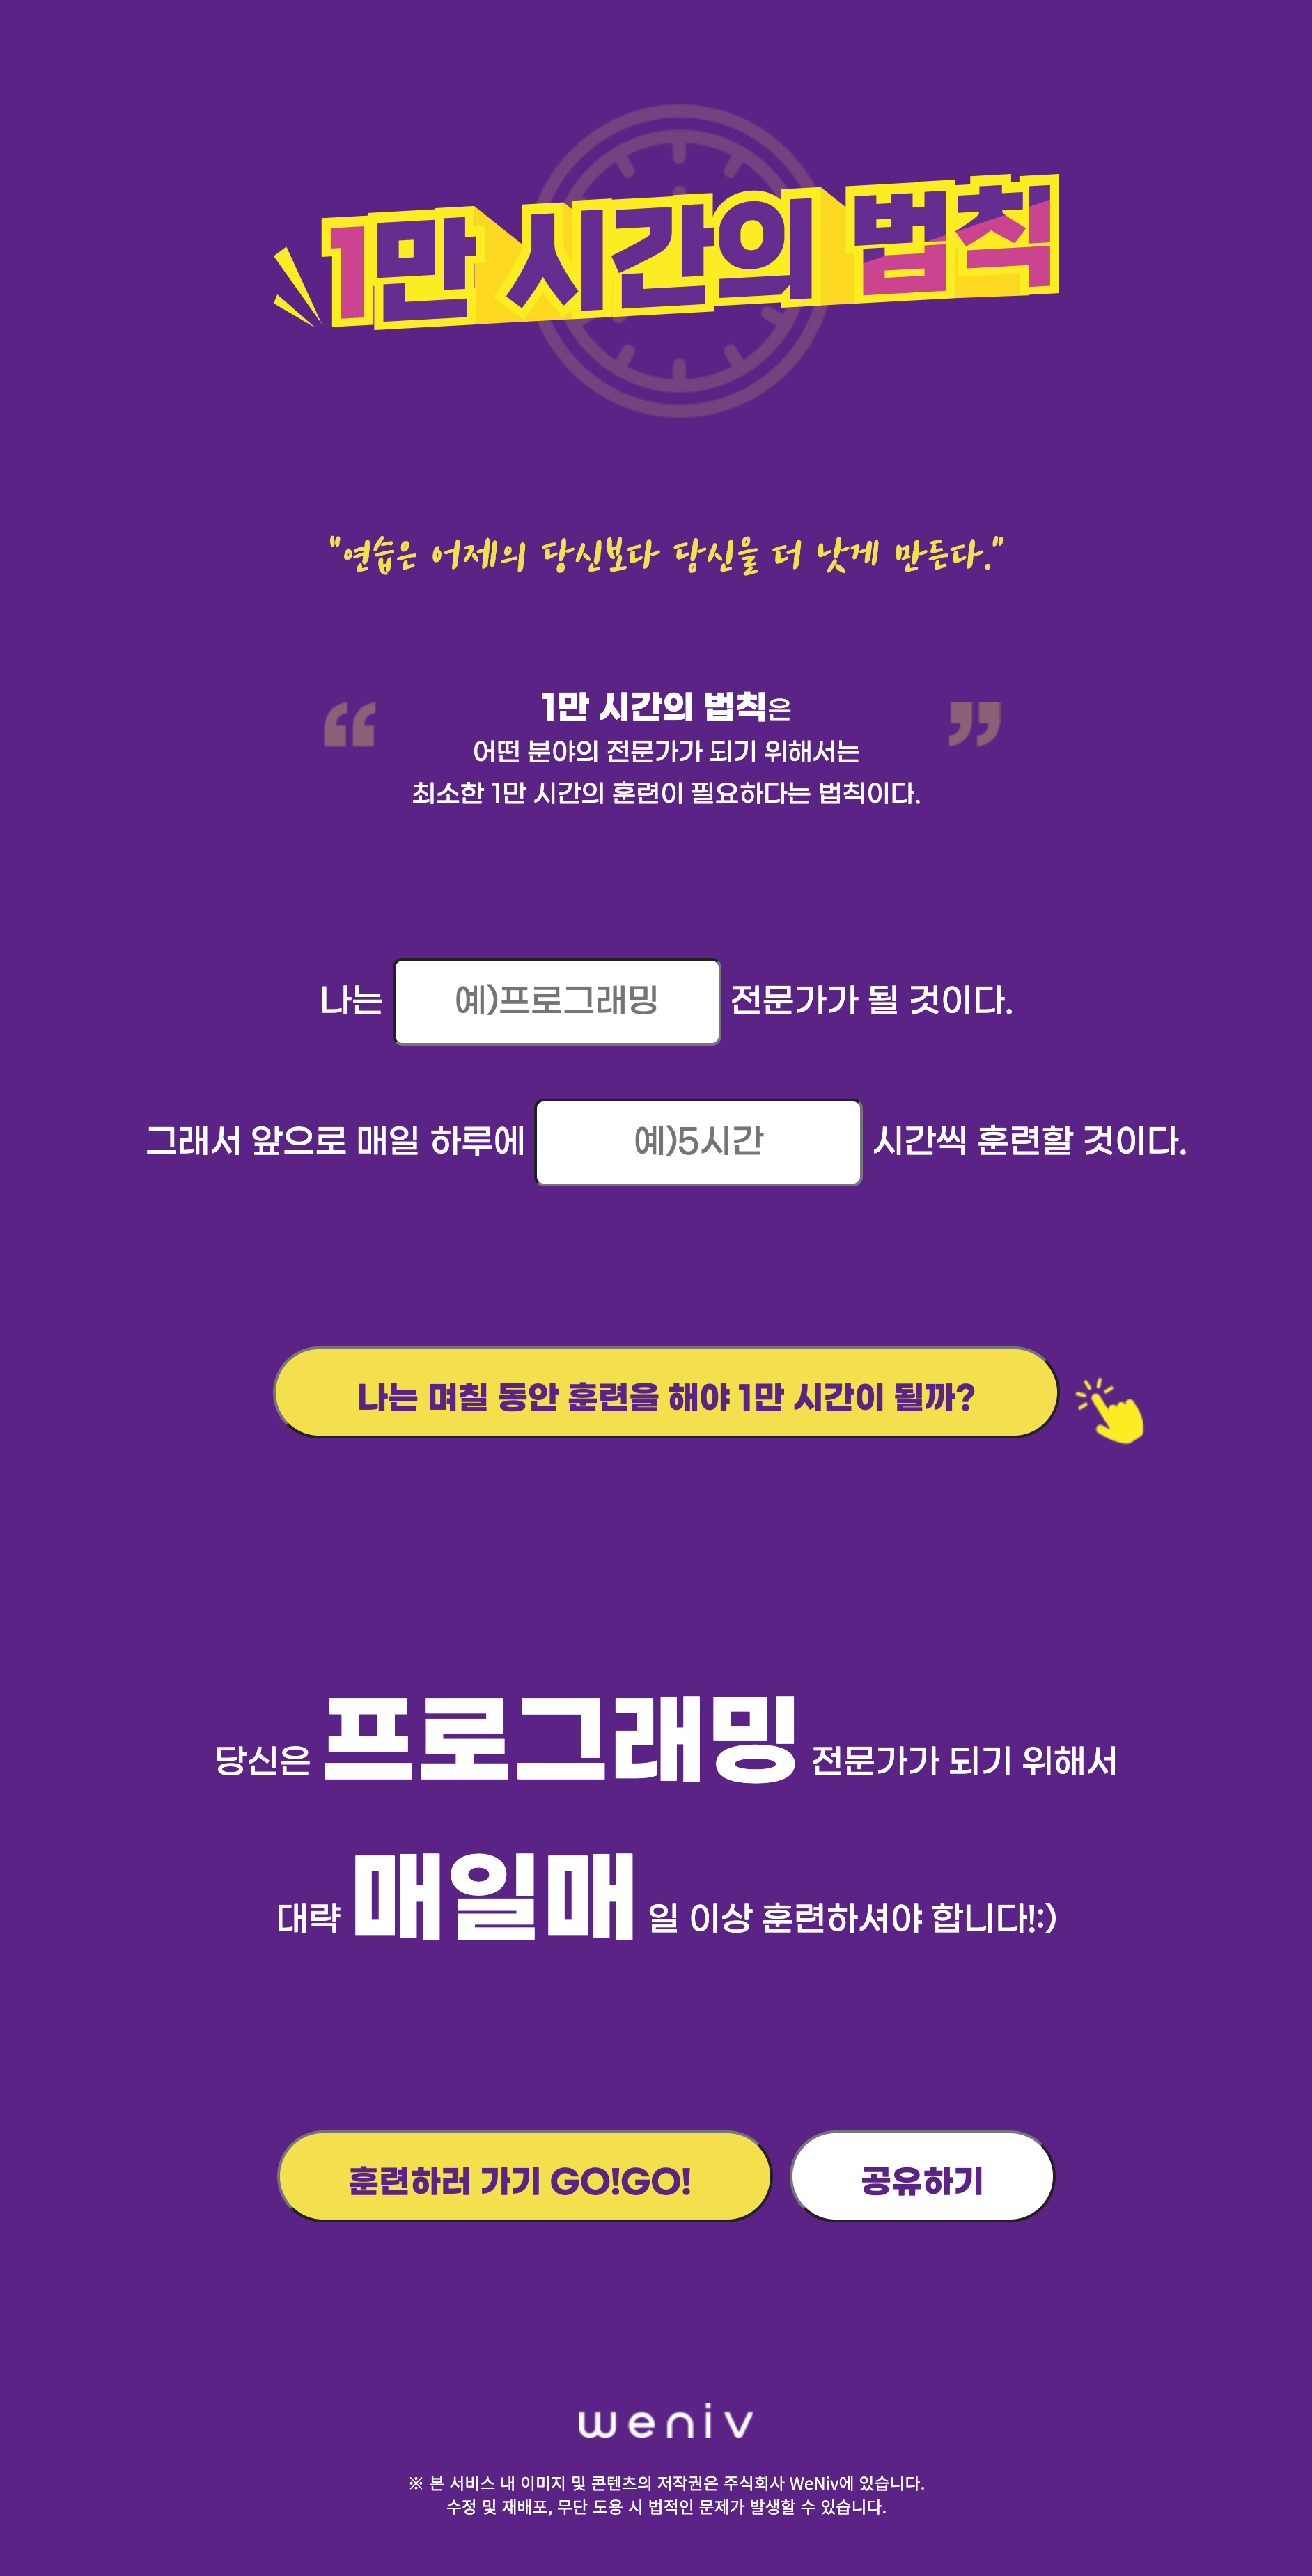 1만 시간의 법칙
"연습은 어제의 당신보다 당신을 더 낫게 만든다."
“ 1만 시간의 법칙은 ”
어떤 분야의 전문가가 되기 위해서는
최소한 1만 시간의 훈련이 필요하다는 법칙이다.
나는 예)프로그래밍 전문가가 될 것이다.
그래서 앞으로 매일 하루에 예)5시간 시간씩 훈련할 것이다.
나는 며칠 동안 훈련을 해야 1만 시간이 될까?
당신은 프로그래밍 전문가가 되기 위해서
대략 매일매 일 이상 훈련하셔야 합니다!:)
훈련하러 가기 GO!GO! 공유하기
weniv
※ 본 서비스 내 이미지 및 콘텐츠의 저작권은 주식회사 WeNiv에 있습니다.
수정 및 재배포, 무단 도용 시 법적인 문제가 발생할 수 있습니다.